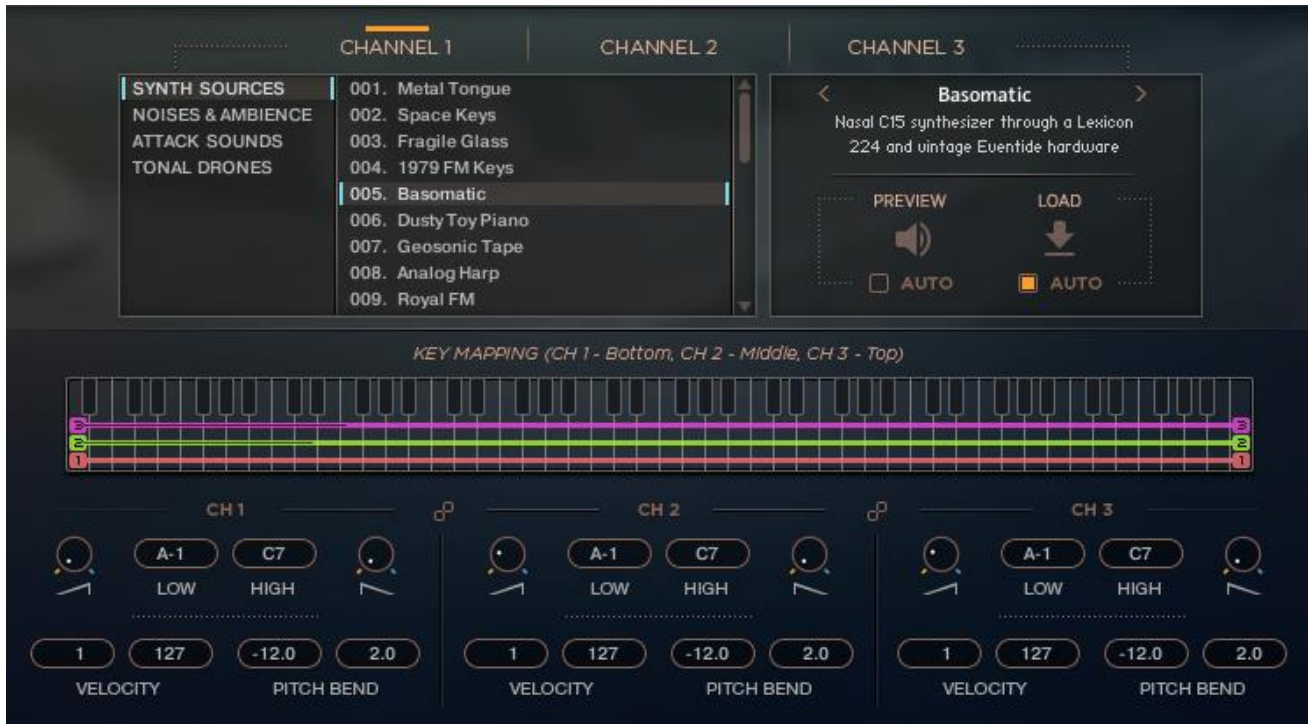 CHANNEL 1 CHANNEL 2 CHANNEL 3
SYNTH SOURCES
NOISES & AMBIENCE
ATTACK SOUNDS
TONAL DRONES
001. Metal Tongue
002. Space Keys
003. Fragile Glass
004. 1979 FM Keys
005. Basomatic
006. Dusty Toy Piano
007. Geosonic Tape
008. Analog Harp
009. Royal FM
< Basomatic >
Nasal C15 synthesizer through a Lexicon
224 and vintage Eventide hardware
PREVIEW LOAD
AUTO AUTO
KEY MAPPING (CH 1 - Bottom, CH 2 - Middle, CH 3 - Top)
3 3
2 2
1 1
CH 1 CH 2 CH 3
A-1 C7 A-1 C7 A-1 C7
LOW HIGH LOW HIGH LOW HIGH
1 127 -12.0 2.0 1 127 -12.0 2.0 1 127 -12.0 2.0
VELOCITY PITCH BEND VELOCITY PITCH BEND VELOCITY PITCH BEND